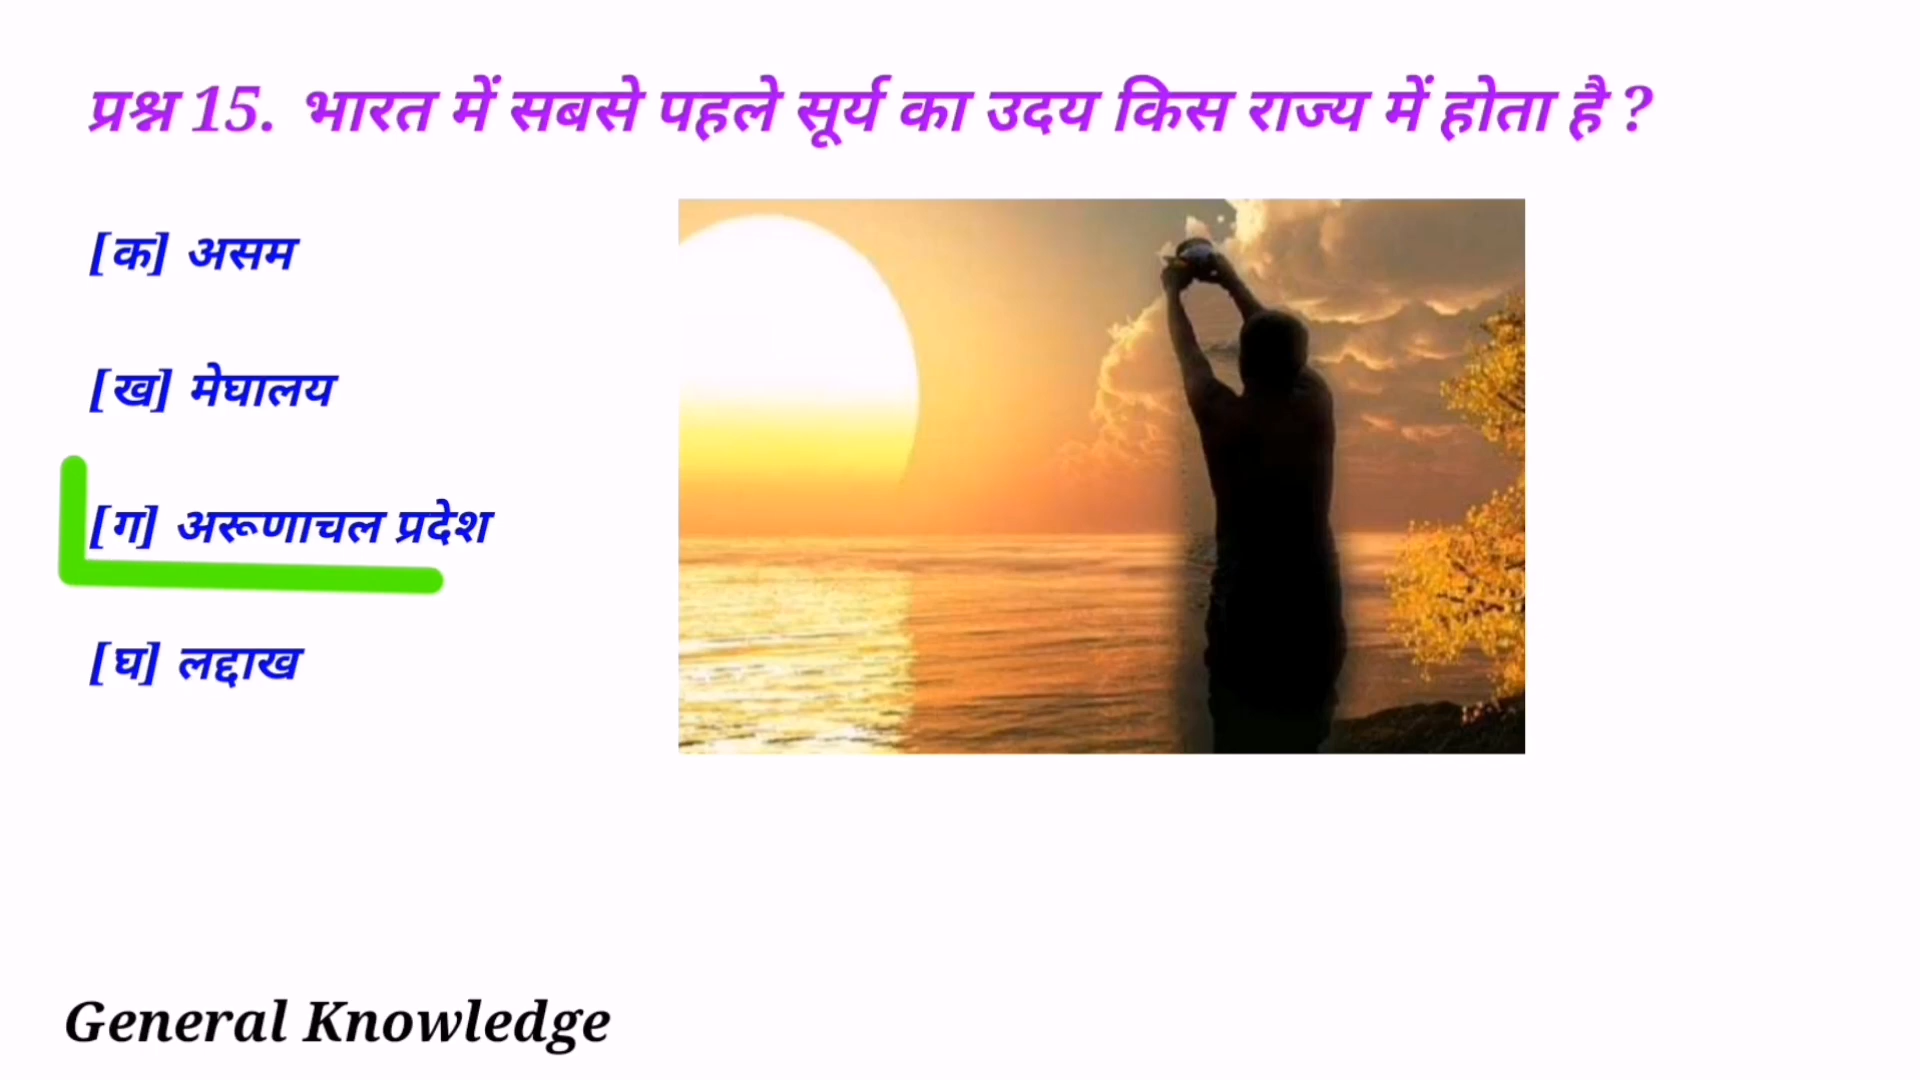 प्रश्न 15. भारत में सबसे पहले सूर्य का उदय किस राज्य में होता है ?
[क] असम
[ख] मेघालय
[ग] अरूणाचल प्रदेश
[घ] लद्दाख
General Knowledge